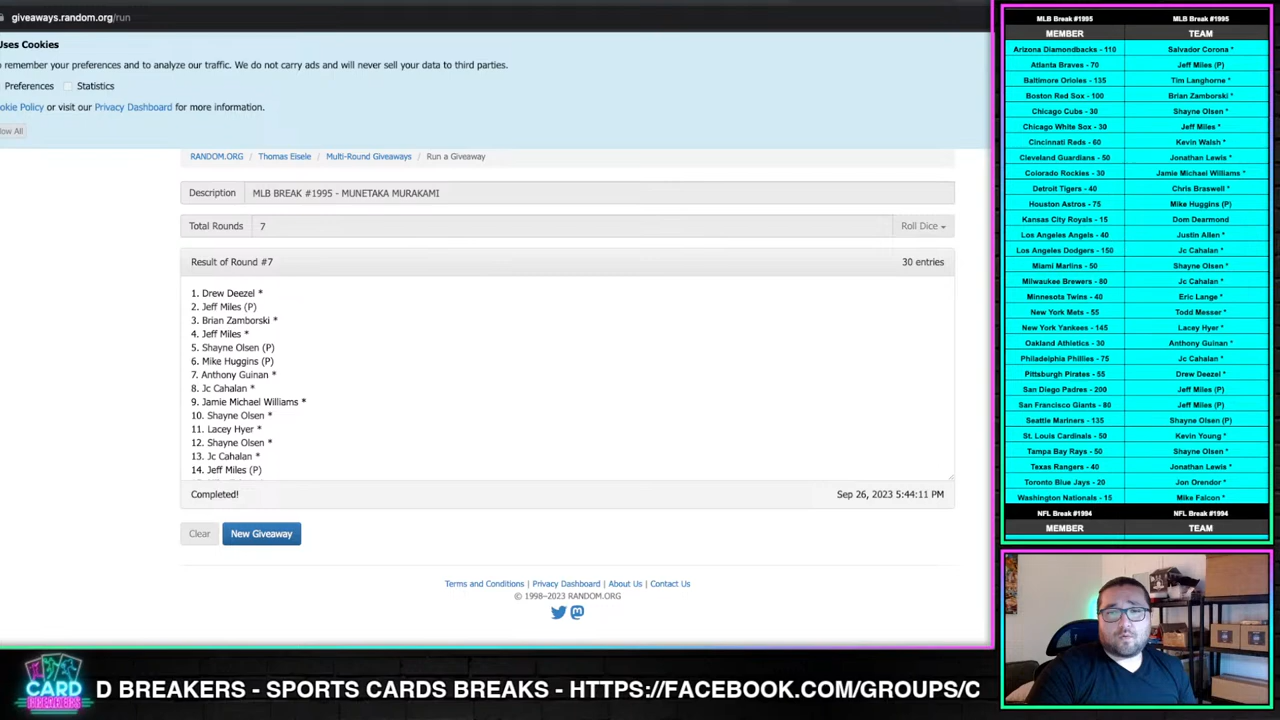 giveaways.random.org/run
Uses Cookies
remember your preferences and to analyze our traffic. We do not carry ads and will never sell your data to third parties.
Preferences Statistics
okie Policy or visit our Privacy Dashboard for more information.
ow All
RANDOM.ORG / Thomas Eisele / Multi-Round Giveaways / Run a Giveaway
Description MLB BREAK #1995 - MUNETAKA MURAKAMI
Total Rounds 7 Roll Dice
Result of Round #7 30 entries
1. Drew Deezel *
2. Jeff Miles (P)
3. Brian Zamborski *
4. Jeff Miles *
5. Shayne Olsen (P)
6. Mike Huggins (P)
7. Anthony Guinan *
8. Jc Cahalan *
9. Jamie Michael Williams *
10. Shayne Olsen *
11. Lacey Hyer *
12. Shayne Olsen *
13. Jc Cahalan *
14. Jeff Miles (P)
Completed! Sep 26, 2023 5:44:11 PM
Clear New Giveaway
Terms and Conditions | Privacy Dashboard | About Us | Contact Us
© 1998–2023 RANDOM.ORG
MLB Break #1995 MLB Break #1995
MEMBER TEAM
Arizona Diamondbacks - 110 Salvador Corona *
Atlanta Braves - 70 Jeff Miles (P)
Baltimore Orioles - 135 Tim Langhorne *
Boston Red Sox - 100 Brian Zamborski *
Chicago Cubs - 30 Shayne Olsen *
Chicago White Sox - 30 Jeff Miles *
Cincinnati Reds - 60 Kevin Walsh *
Cleveland Guardians - 50 Jonathan Lewis *
Colorado Rockies - 30 Jamie Michael Williams *
Detroit Tigers - 40 Chris Braswell *
Houston Astros - 75 Mike Huggins (P)
Kansas City Royals - 15 Dom Dearmond
Los Angeles Angels - 40 Justin Allen *
Los Angeles Dodgers - 150 Jc Cahalan *
Miami Marlins - 50 Shayne Olsen *
Milwaukee Brewers - 80 Jc Cahalan *
Minnesota Twins - 40 Eric Lange *
New York Mets - 55 Todd Messer *
New York Yankees - 145 Lacey Hyer *
Oakland Athletics - 30 Anthony Guinan *
Philadelphia Phillies - 75 Jc Cahalan *
Pittsburgh Pirates - 55 Drew Deezel *
San Diego Padres - 200 Jeff Miles (P)
San Francisco Giants - 80 Jeff Miles (P)
Seattle Mariners - 135 Shayne Olsen (P)
St. Louis Cardinals - 50 Kevin Young *
Tampa Bay Rays - 50 Shayne Olsen *
Texas Rangers - 40 Jonathan Lewis *
Toronto Blue Jays - 20 Jon Orendor *
Washington Nationals - 15 Mike Falcon *
NFL Break #1994 NFL Break #1994
MEMBER TEAM
CARD
BREAKERS
D BREAKERS - SPORTS CARDS BREAKS - HTTPS://FACEBOOK.COM/GROUPS/C